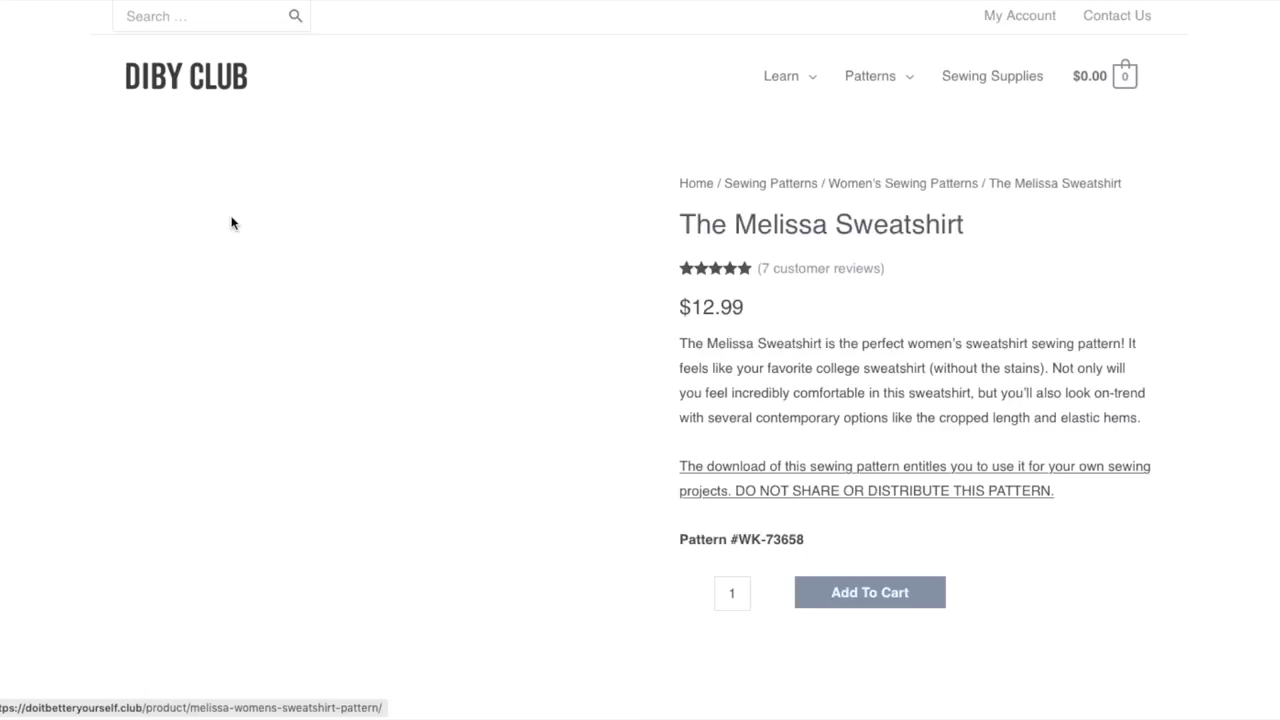 Search ...
My Account
Contact Us
DIBY CLUB
Learn
Patterns
Sewing Supplies
$0.00
0
Home / Sewing Patterns / Women's Sewing Patterns / The Melissa Sweatshirt
The Melissa Sweatshirt
(7 customer reviews)
$12.99
The Melissa Sweatshirt is the perfect women's sweatshirt sewing pattern! It
feels like your favorite college sweatshirt (without the stains). Not only will
you feel incredibly comfortable in this sweatshirt, but you'll also look on-trend
with several contemporary options like the cropped length and elastic hems.
The download of this sewing pattern entitles you to use it for your own sewing
projects. DO NOT SHARE OR DISTRIBUTE THIS PATTERN.
Pattern #WK-73658
1
Add To Cart
tps://doitbetteryourself.club/product/melissa-womens-sweatshirt-pattern/